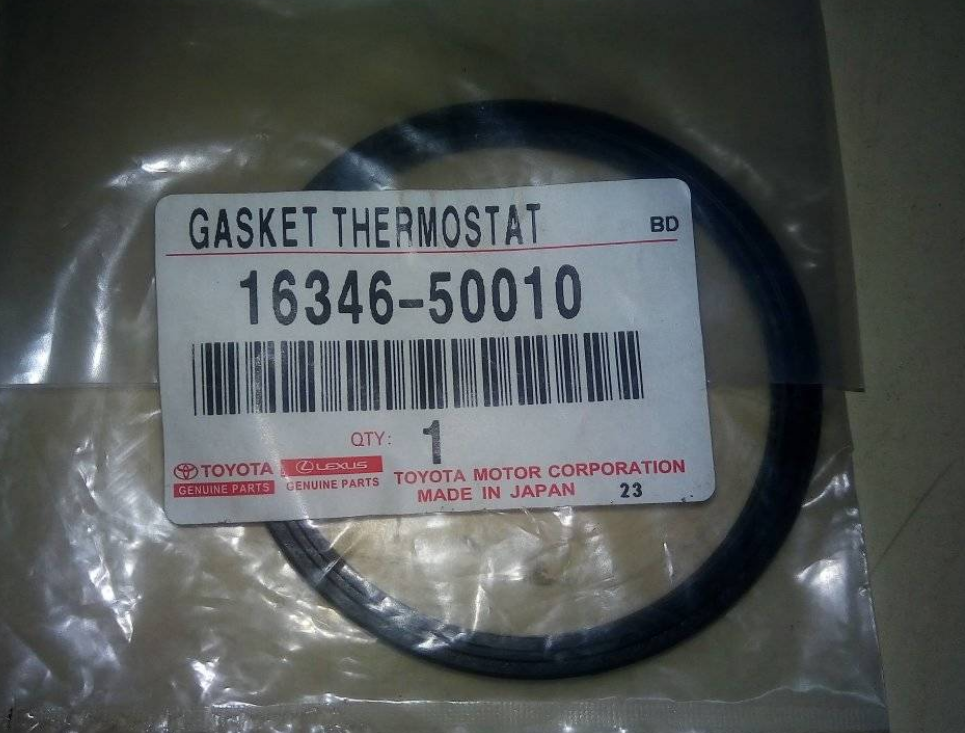 GASKET THERMOSTAT BD
16346-50010
QTY: 1
TOYOTA LEXUS
GENUINE PARTS GENUINE PARTS
TOYOTA MOTOR CORPORATION
MADE IN JAPAN 23